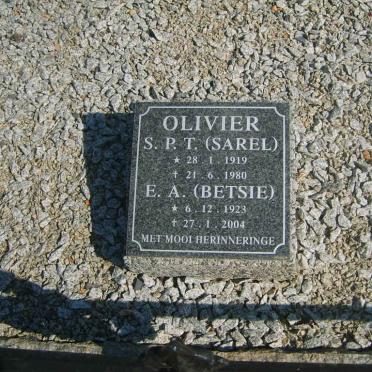 OLIVIER
S. P. T. (SAREL)
★ 28 . 1 . 1919
† 21 . 6 . 1980
E. A. (BETSIE)
★ 6 . 12 . 1923
† 27 . 1 . 2004
MET MOOI HERINNERINGE